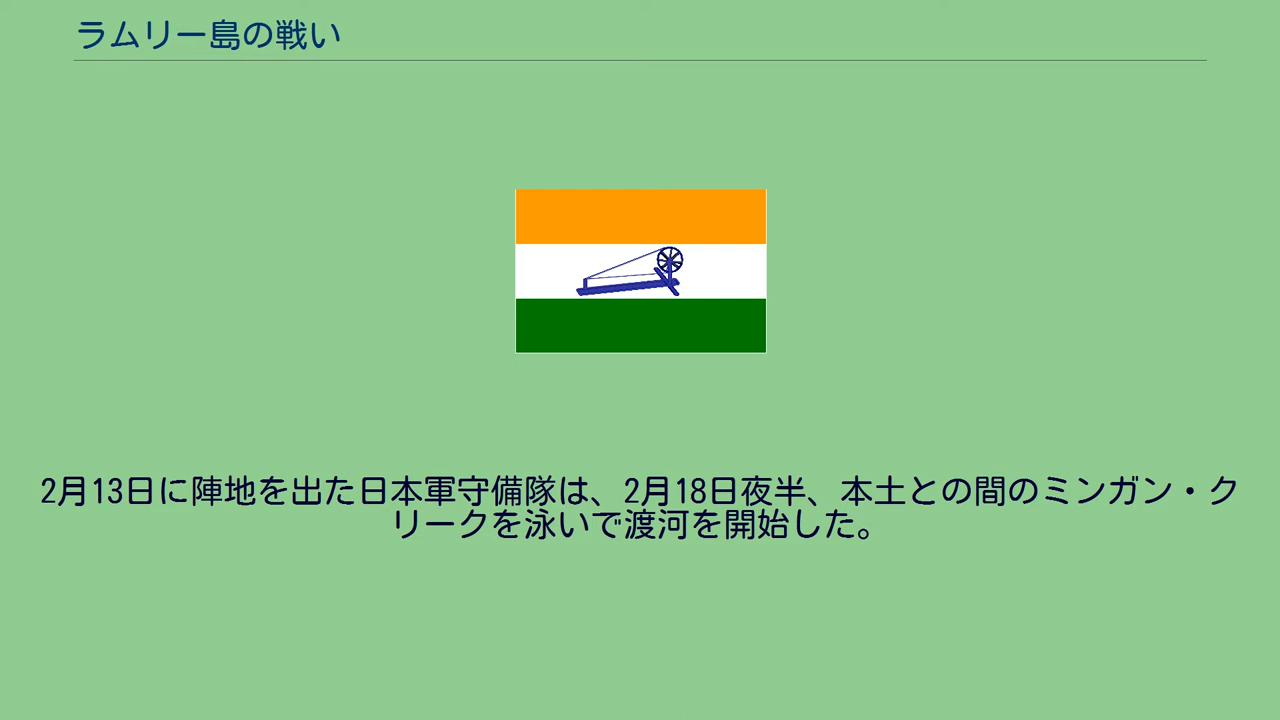 ラムリー島の戦い
2月13日に陣地を出た日本軍守備隊は、2月18日夜半、本土との間のミンガン・ク
リークを泳いで渡河を開始した。